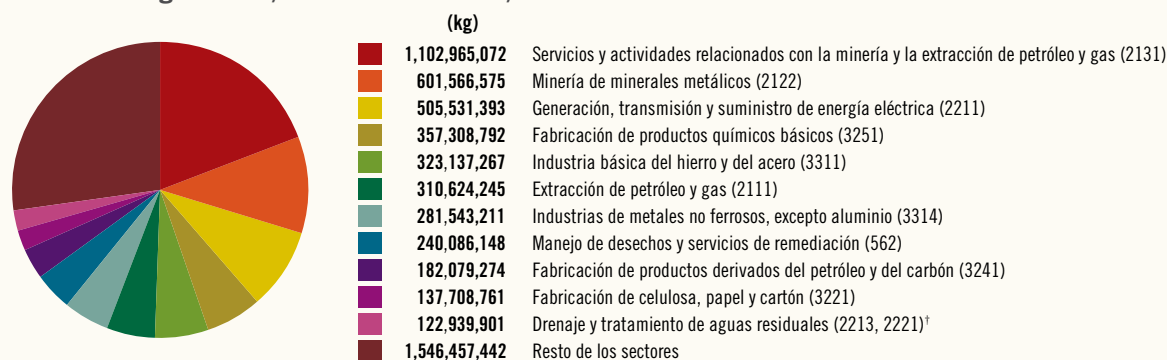 (kg)
1,102,965,072 Servicios y actividades relacionados con la minería y la extracción de petróleo y gas (2131)
601,566,575 Minería de minerales metálicos (2122)
505,531,393 Generación, transmisión y suministro de energía eléctrica (2211)
357,308,792 Fabricación de productos químicos básicos (3251)
323,137,267 Industria básica del hierro y del acero (3311)
310,624,245 Extracción de petróleo y gas (2111)
281,543,211 Industrias de metales no ferrosos, excepto aluminio (3314)
240,086,148 Manejo de desechos y servicios de remediación (562)
182,079,274 Fabricación de productos derivados del petróleo y del carbón (3241)
137,708,761 Fabricación de celulosa, papel y cartón (3221)
122,939,901 Drenaje y tratamiento de aguas residuales (2213, 2221)†
1,546,457,442 Resto de los sectores